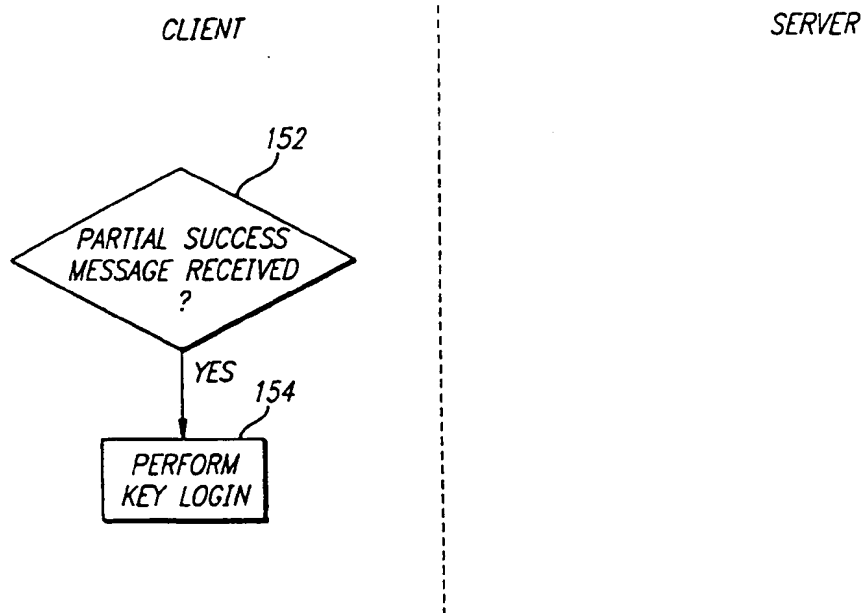 CLIENT
SERVER
152
PARTIAL SUCCESS
MESSAGE RECEIVED
?
YES
154
PERFORM
KEY LOGIN